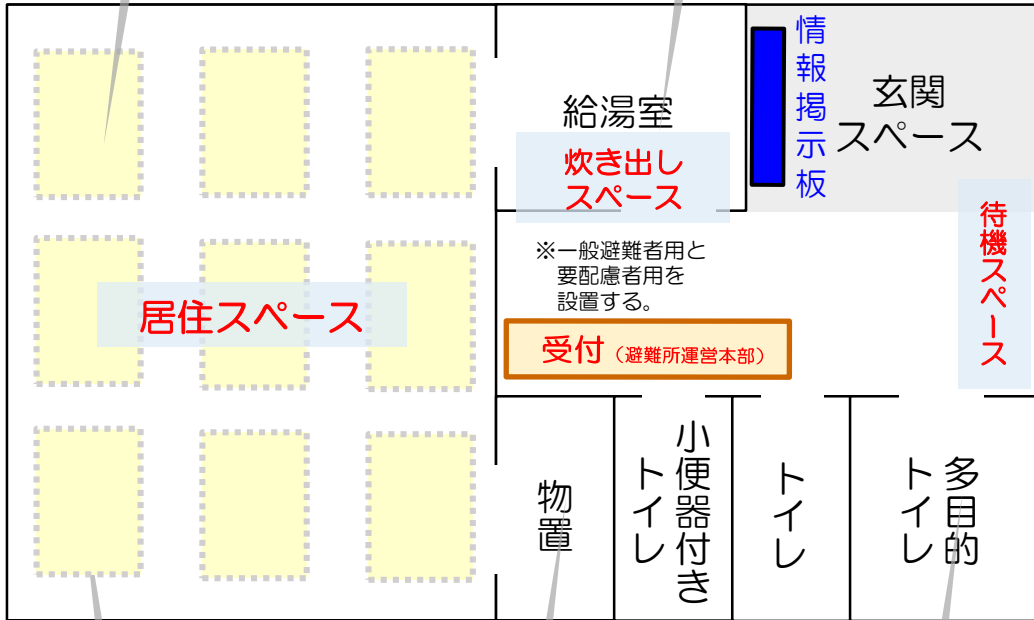 給湯室
炊き出し
スペース
情報掲示板
玄関
スペース
待機スペース
※一般避難者用と
要配慮者用を
設置する。
居住スペース
受付（避難所運営本部）
物置
小便器付き
トイレ
トイレ
多目的
トイレ